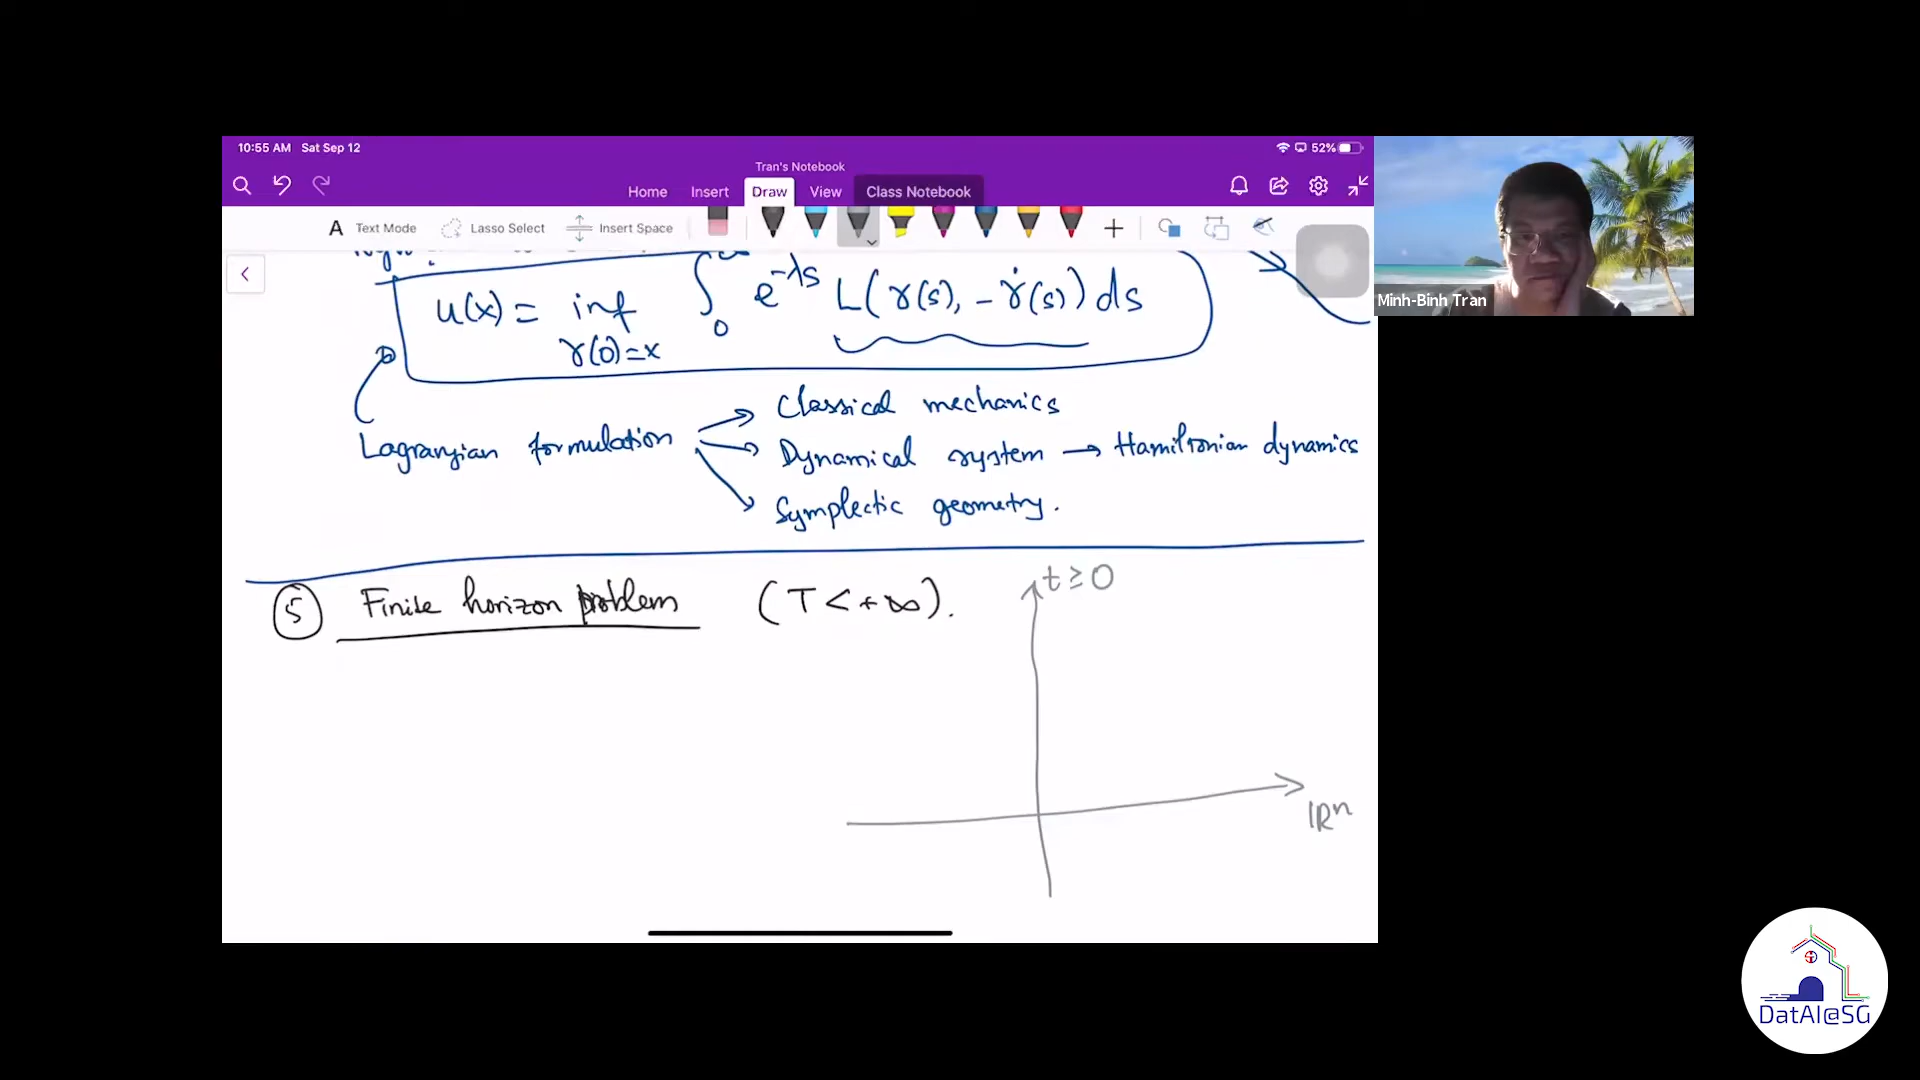 10:55 AM Sat Sep 12
52%
Tran's Notebook
Home Insert Draw View Class Notebook
A Text Mode Lasso Select Insert Space
Minh-Binh Tran
u(x) = inf ∫ e^{-λs} L(γ(s), -γ̇(s)) ds
γ(0)=x 0
Classical mechanics
Lagrangian formulation
Dynamical system → Hamiltonian dynamics
Symplectic geometry.
t ≥ 0
5 Finite horizon problem (T < +∞).
IRⁿ
DatAI@SG